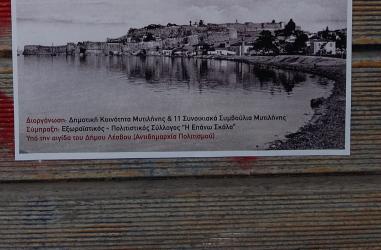 Διοργάνωση: Δημοτική Κοινότητα Μυτιλήνης & 11 Συνοικιακά Συμβούλια Μυτιλήνης
Σύμπραξη: Εξωραϊστικός - Πολιτιστικός Σύλλογος "Η Επάνω Σκάλα"
Υπό την αιγίδα του Δήμου Λέσβου (Αντιδημαρχία Πολιτισμού)